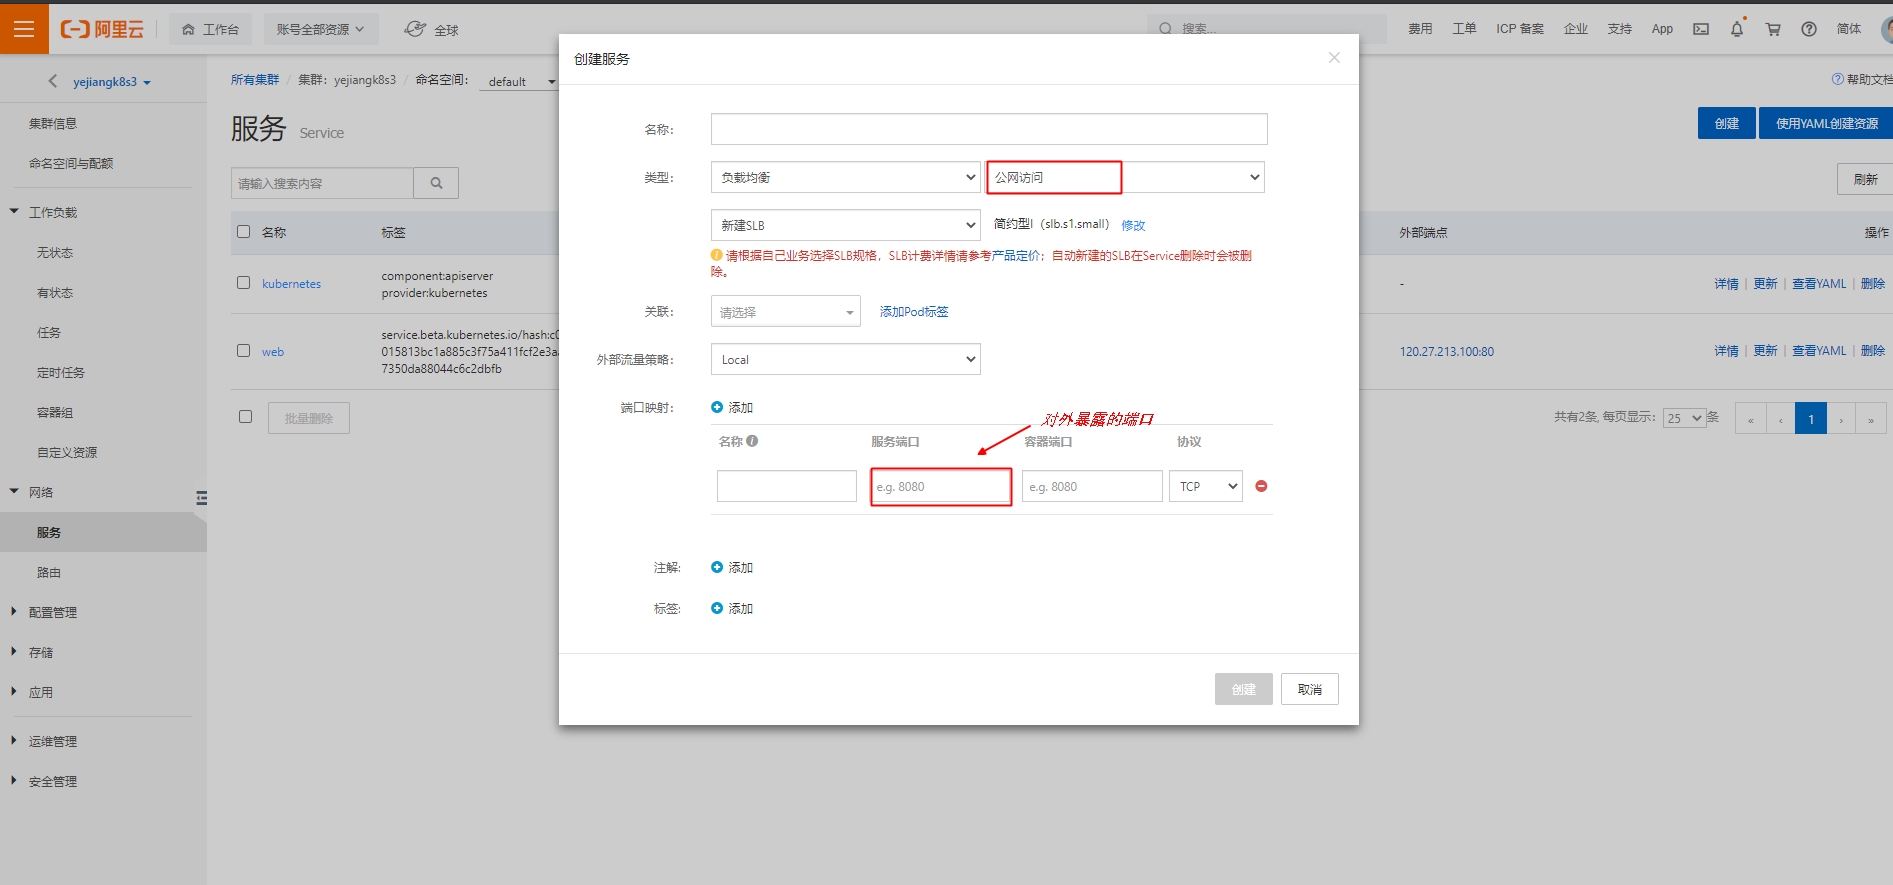 阿里云
工作台
账号全部资源
全球
搜索...
费用
工单
ICP 备案
企业
支持
App
简体
yejiangk8s3
集群信息
命名空间与配额
工作负载
无状态
有状态
任务
定时任务
容器组
自定义资源
网络
服务
路由
配置管理
存储
应用
运维管理
安全管理
所有集群 / 集群：yejiangk8s3 / 命名空间： default
帮助文档
服务 Service
创建
使用YAML创建资源
请输入搜索内容
刷新
名称
标签
外部端点
操作
kubernetes
component:apiserver
provider:kubernetes
-
详情 | 更新 | 查看YAML | 删除
web
service.beta.kubernetes.io/hash:c0
015813bc1a885c3f75a411fcf2e3a
7350da88044c6c2dbfb
120.27.213.100:80
详情 | 更新 | 查看YAML | 删除
批量删除
共有2条, 每页显示： 25 条
« ‹ 1 › »
创建服务
名称：
类型：
负载均衡
公网访问
新建SLB
简约型I（slb.s1.small） 修改
请根据自己业务选择SLB规格，SLB计费详情请参考产品定价；自动新建的SLB在Service删除时会被删
除。
关联：
请选择
添加Pod标签
外部流量策略：
Local
端口映射：
添加
对外暴露的端口
名称
服务端口
容器端口
协议
e.g. 8080
e.g. 8080
TCP
注解：
添加
标签：
添加
创建
取消